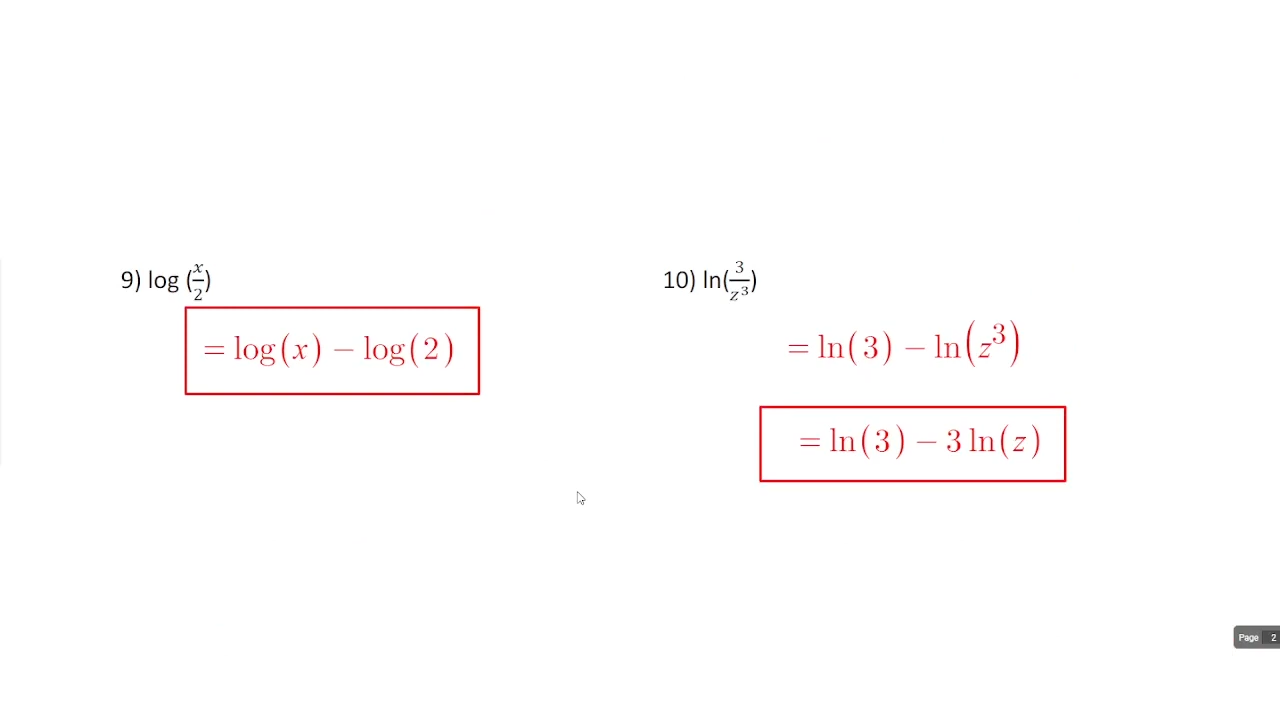 9) log (x/2)
= log(x) − log(2)
10) ln(3/z³)
= ln(3) − ln(z³)
= ln(3) − 3 ln(z)
Page 2